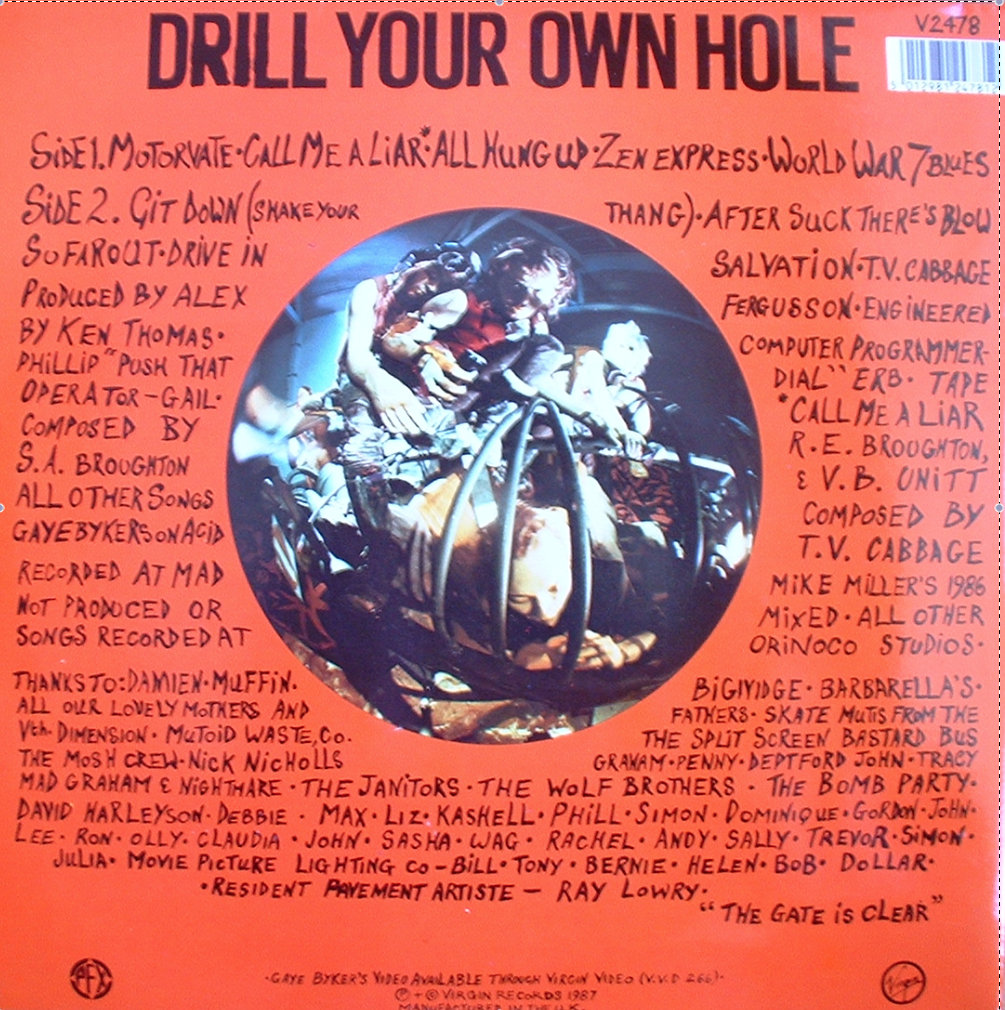 DRILL YOUR OWN HOLE
V2478
SiDE 1. MOTORVATE · CALL ME A LiAR* ALL HUNG UP · ZEN EXPRESS · WORLD WAR 7 BLUES
SiDE 2. GiT DOWN (SHAKE YOUR THANG) · AFTER SUCK THERE'S BLOW
SO FAR OUT · DRIVE iN SALVATiON · T.V. CABBAGE
PRODUCED BY ALEX FERGUSSON · ENGiNEERED
BY KEN THOMAS · COMPUTER PROGRAMMER-
PHiLLiP "PUSH THAT DIAL" ERB · TAPE
OPERATOR - GAIL · *CALL ME A LiAR
COMPOSED BY R.E. BROUGHTON,
S.A. BROUGHTON & V.B. UNiTT
ALL OTHER SONGS COMPOSED BY
GAYE BYKERS ON ACiD T.V. CABBAGE
RECORDED AT MAD MiKE MiLLER'S 1986
NOT PRODUCED OR MiXED · ALL OTHER
SONGS RECORDED AT ORiNOCO STUDiOS ·
THANKS TO: DAMIEN · MUFFiN · BiGiViDGE · BARBARELLA'S ·
ALL OUR LOVELY MOTHERS AND FATHERS · SKATE MUTTS FROM THE
Vth DiMENSiON · MUTOiD WASTE, Co. THE SPLiT SCREEN BASTARD BUS
THE MOSH CREW · NiCK NiCHOLLS GRAHAM · PENNY · DEPTFORD JOHN · TRACY
MAD GRAHAM & NiGHTMARE · THE JANiTORS · THE WOLF BROTHERS · THE BOMB PARTY ·
DAViD HARLEYSON · DEBBiE · MAX · LiZ · KASHELL · PHiLL · SiMON · DOMiNiQUE · GORDON · JOHN ·
LEE · RON · OLLY · CLAUDiA · JOHN · SASHA · WAG · RACHEL · ANDY · SALLY · TREVOR · SiMON ·
JULiA · MOVIE PiCTURE LiGHTiNG Co - BiLL · TONY · BERNiE · HELEN · BOB · DOLLAR ·
· RESiDENT PAVEMENT ARTiSTE - RAY LOWRY ·
"THE GATE iS CLEAR"
PFX
· GAYE BYKER'S ViDEO AVAiLABLE THROUGH ViRGiN ViDEO (V.V.D 266) ·
Ⓟ + © ViRGiN RECORDS 1987
MANUFACTURED iN THE U.K.
Virgin